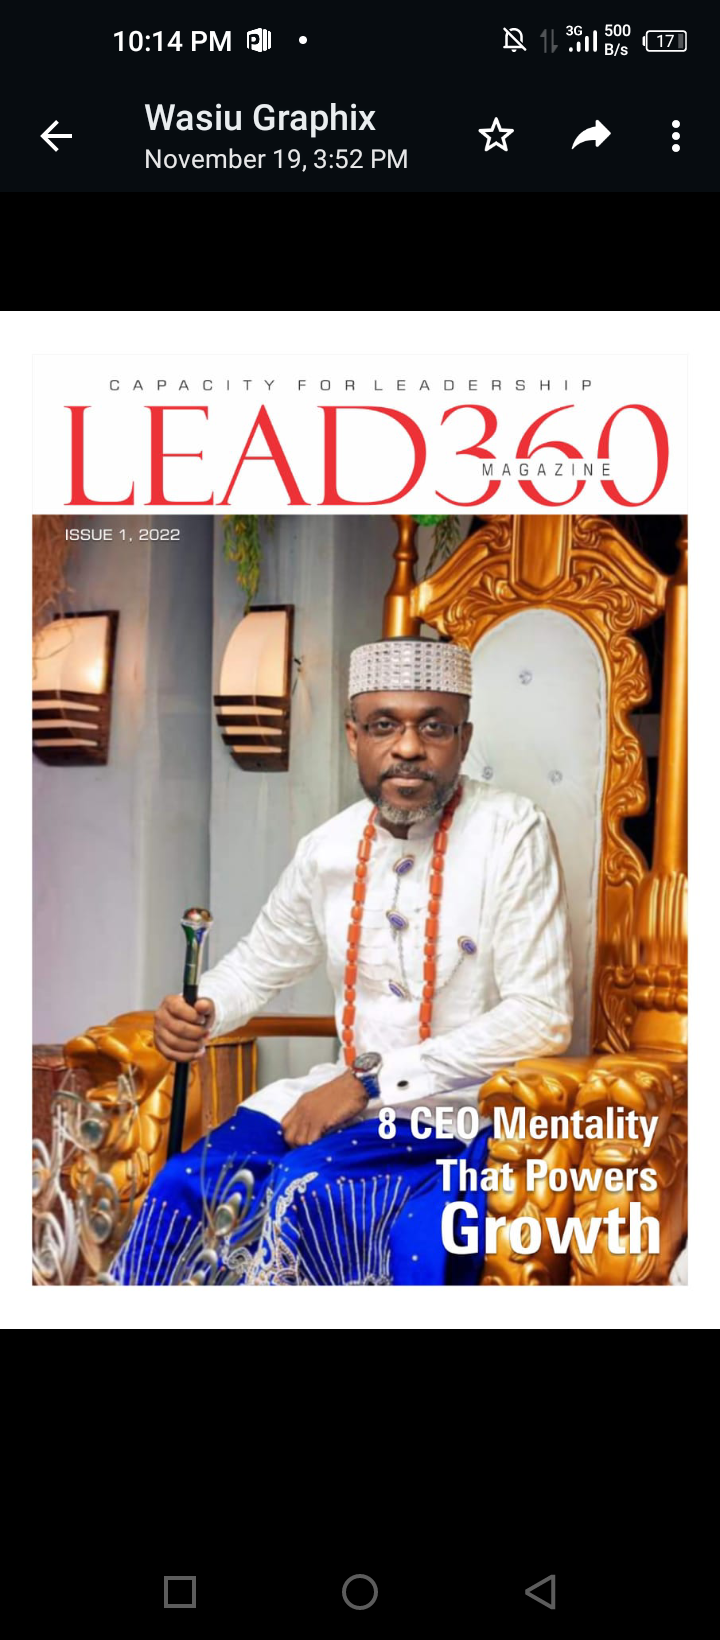 10:14 PM
3G
500
B/s
17
Wasiu Graphix
November 19, 3:52 PM
CAPACITY FOR LEADERSHIP
LEAD360
MAGAZINE
ISSUE 1, 2022
8 CEO Mentality
That Powers
Growth